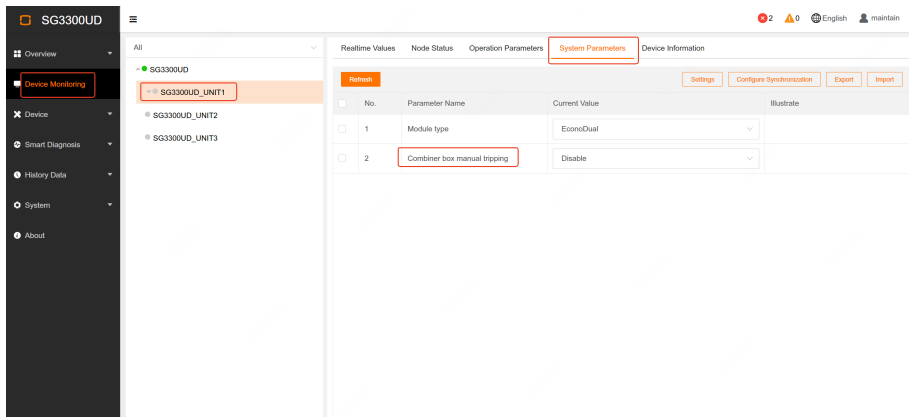 SG3300UD
2 0 English maintain
Overview
Device Monitoring
Device
Smart Diagnosis
History Data
System
About
All
SG3300UD
SG3300UD_UNIT1
SG3300UD_UNIT2
SG3300UD_UNIT3
Realtime Values Node Status Operation Parameters System Parameters Device Information
Refresh Settings Configure Synchronization Export Import
No. Parameter Name Current Value Illustrate
1 Module type EconoDual
2 Combiner box manual tripping Disable